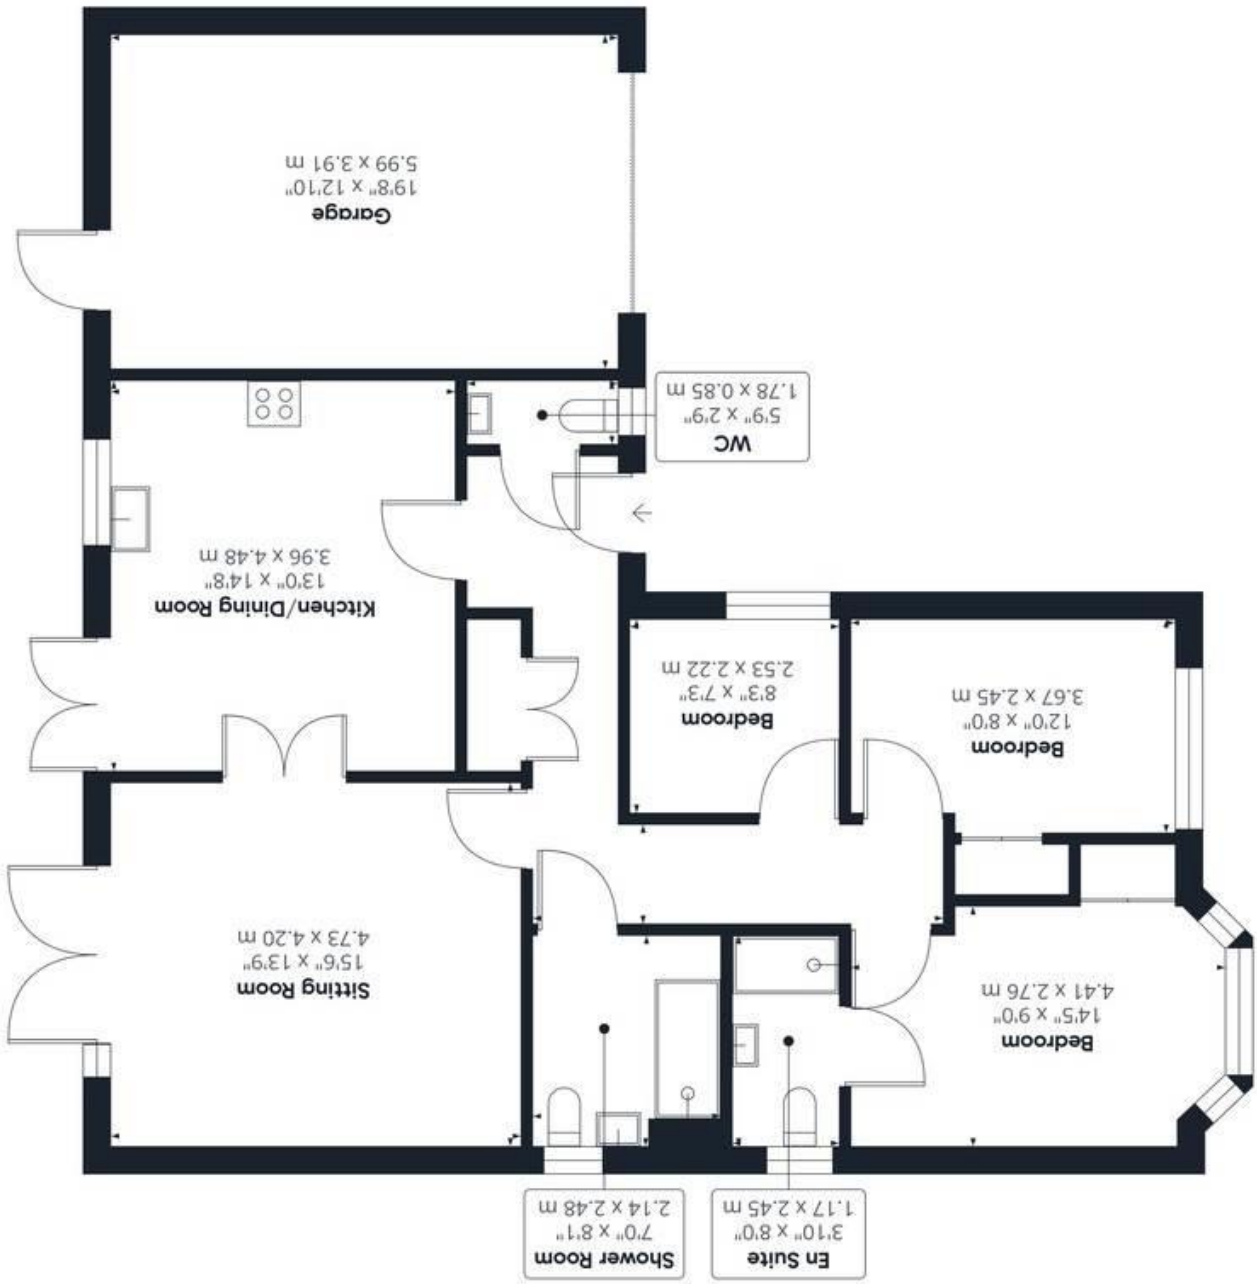 Bedroom
14'5" x 9'0"
4.41 x 2.76 m
En Suite
3'10" x 8'0"
1.17 x 2.45 m
Shower Room
7'0" x 8'1"
2.14 x 2.48 m
Sitting Room
15'6" x 13'9"
4.73 x 4.20 m
Bedroom
12'0" x 8'0"
3.67 x 2.45 m
Bedroom
8'3" x 7'3"
2.53 x 2.22 m
Kitchen/Dining Room
13'0" x 14'8"
3.96 x 4.48 m
WC
5'9" x 2'9"
1.78 x 0.85 m
Garage
19'8" x 12'10"
5.99 x 3.91 m